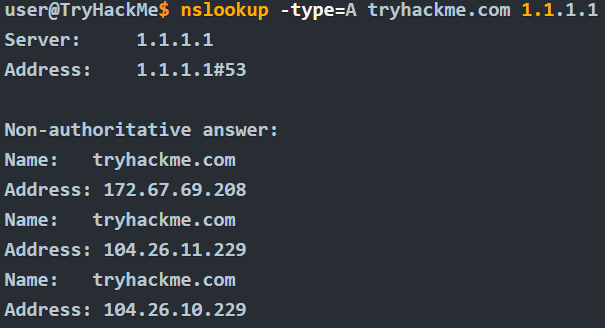 user@TryHackMe$ nslookup -type=A tryhackme.com 1.1.1.1
Server: 1.1.1.1
Address: 1.1.1.1#53
Non-authoritative answer:
Name: tryhackme.com
Address: 172.67.69.208
Name: tryhackme.com
Address: 104.26.11.229
Name: tryhackme.com
Address: 104.26.10.229